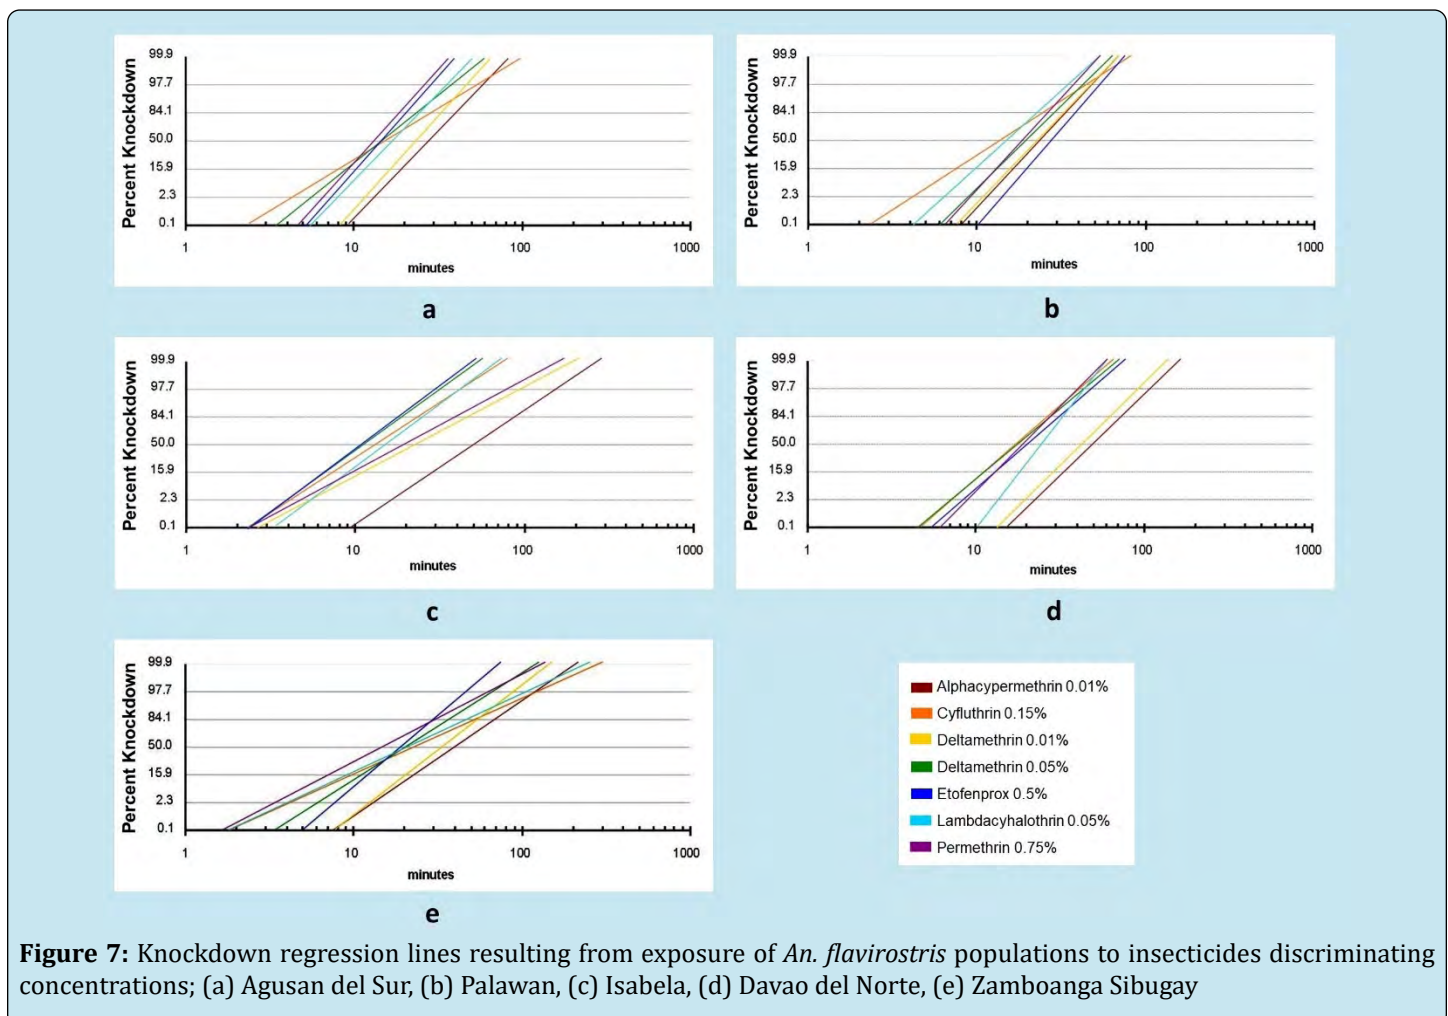 99.9
97.7
84.1
50.0
15.9
2.3
0.1
Percent Knockdown
1 10 100 1000
minutes
a
99.9
97.7
84.1
50.0
15.9
2.3
0.1
Percent Knockdown
1 10 100 1000
minutes
b
99.9
97.7
84.1
50.0
15.9
2.3
0.1
Percent Knockdown
1 10 100 1000
minutes
c
99.9
97.7
84.1
50.0
15.9
2.3
0.1
Percent Knockdown
1 10 100 1000
minutes
d
99.9
97.7
84.1
50.0
15.9
2.3
0.1
Percent Knockdown
1 10 100 1000
minutes
e
Alphacypermethrin 0.01%
Cyfluthrin 0.15%
Deltamethrin 0.01%
Deltamethrin 0.05%
Etofenprox 0.5%
Lambdacyhalothrin 0.05%
Permethrin 0.75%
Figure 7: Knockdown regression lines resulting from exposure of An. flavirostris populations to insecticides discriminating
concentrations; (a) Agusan del Sur, (b) Palawan, (c) Isabela, (d) Davao del Norte, (e) Zamboanga Sibugay